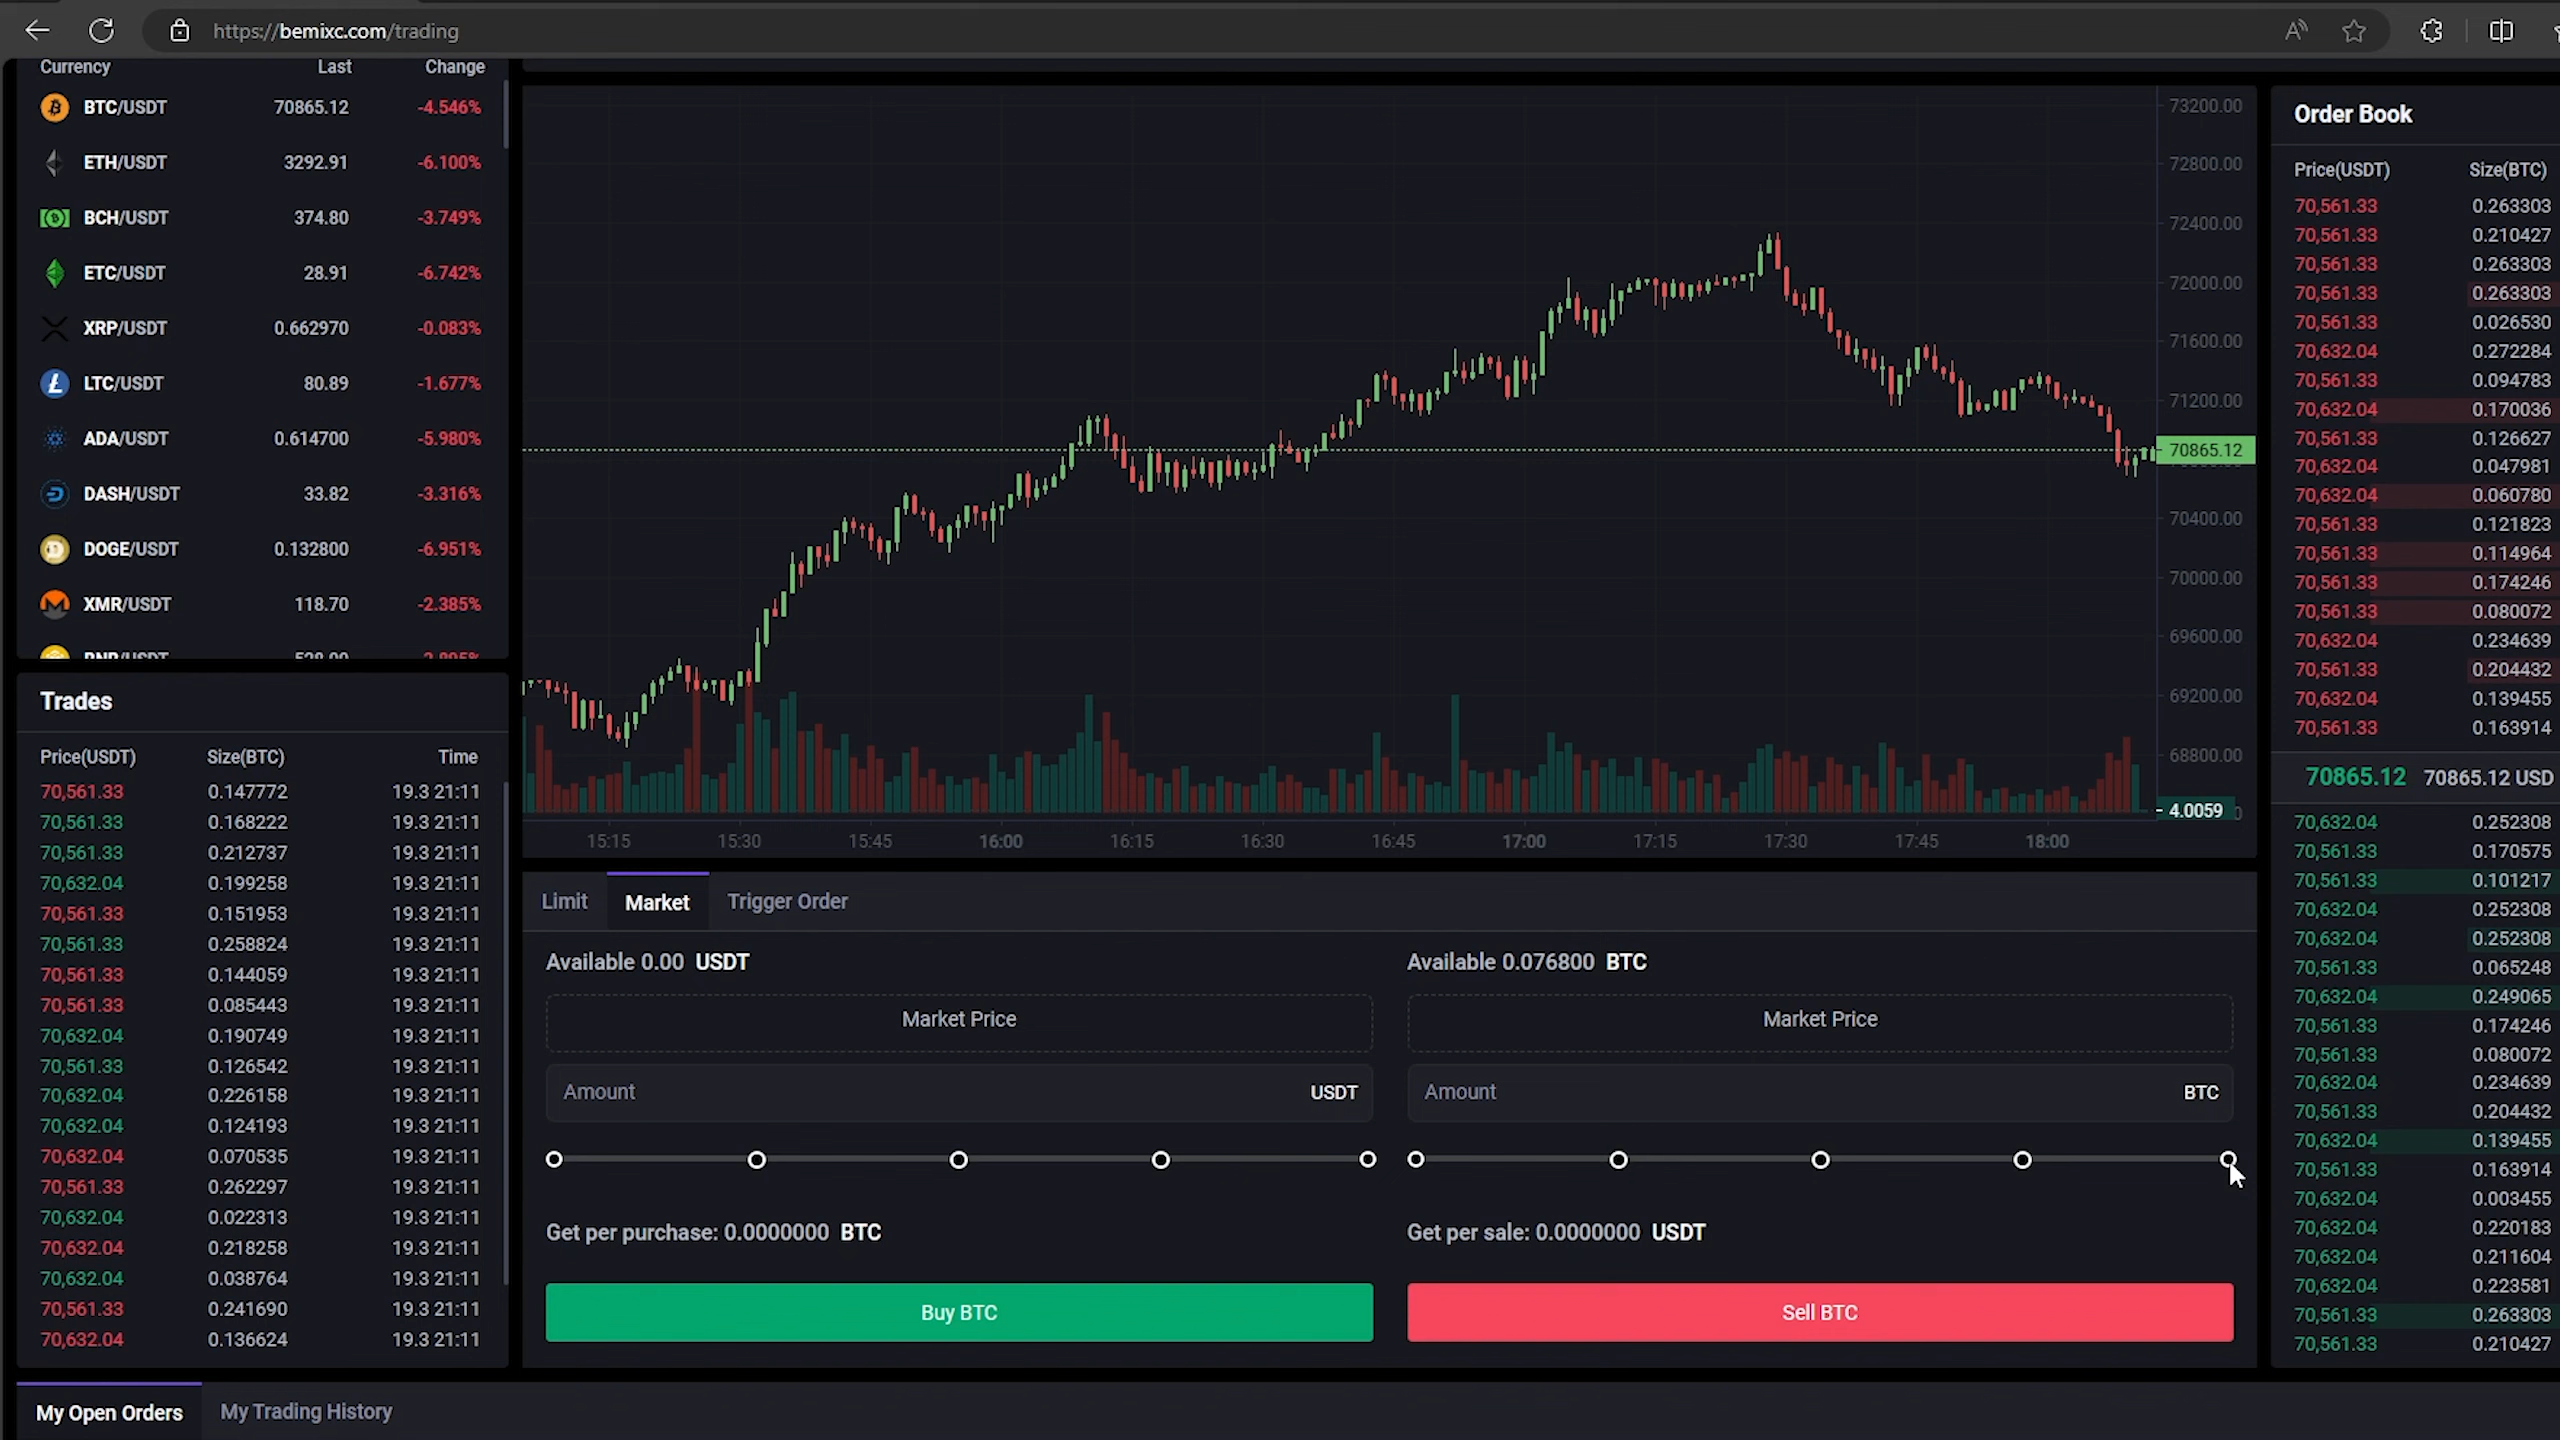 https://bemixc.com/trading
Currency Last Change
BTC/USDT 70865.12 -4.546%
ETH/USDT 3292.91 -6.100%
BCH/USDT 374.80 -3.749%
ETC/USDT 28.91 -6.742%
XRP/USDT 0.662970 -0.083%
LTC/USDT 80.89 -1.677%
ADA/USDT 0.614700 -5.980%
DASH/USDT 33.82 -3.316%
DOGE/USDT 0.132800 -6.951%
XMR/USDT 118.70 -2.385%
Trades
Price(USDT) Size(BTC) Time
70,561.33 0.147772 19.3 21:11
70,561.33 0.168222 19.3 21:11
70,561.33 0.212737 19.3 21:11
70,632.04 0.199258 19.3 21:11
70,561.33 0.151953 19.3 21:11
70,561.33 0.258824 19.3 21:11
70,561.33 0.144059 19.3 21:11
70,561.33 0.085443 19.3 21:11
70,632.04 0.190749 19.3 21:11
70,561.33 0.126542 19.3 21:11
70,632.04 0.226158 19.3 21:11
70,632.04 0.124193 19.3 21:11
70,632.04 0.070535 19.3 21:11
70,561.33 0.262297 19.3 21:11
70,632.04 0.022313 19.3 21:11
70,632.04 0.218258 19.3 21:11
70,632.04 0.038764 19.3 21:11
70,561.33 0.241690 19.3 21:11
70,632.04 0.136624 19.3 21:11
73200.00
72800.00
72400.00
72000.00
71600.00
71200.00
70865.12
70400.00
70000.00
69600.00
69200.00
68800.00
4.0059
15:15 15:30 15:45 16:00 16:15 16:30 16:45 17:00 17:15 17:30 17:45 18:00
Limit Market Trigger Order
Available 0.00 USDT
Market Price
Amount USDT
Get per purchase: 0.0000000 BTC
Buy BTC
Available 0.076800 BTC
Market Price
Amount BTC
Get per sale: 0.0000000 USDT
Sell BTC
Order Book
Price(USDT) Size(BTC)
70,561.33 0.263303
70,561.33 0.210427
70,561.33 0.263303
70,561.33 0.263303
70,561.33 0.026530
70,632.04 0.272284
70,561.33 0.094783
70,632.04 0.170036
70,561.33 0.126627
70,632.04 0.047981
70,632.04 0.060780
70,561.33 0.121823
70,561.33 0.114964
70,561.33 0.174246
70,561.33 0.080072
70,632.04 0.234639
70,561.33 0.204432
70,632.04 0.139455
70,561.33 0.163914
70865.12 70865.12 USD
70,632.04 0.252308
70,561.33 0.170575
70,561.33 0.101217
70,632.04 0.252308
70,632.04 0.252308
70,561.33 0.065248
70,632.04 0.249065
70,561.33 0.174246
70,561.33 0.080072
70,632.04 0.234639
70,561.33 0.204432
70,632.04 0.139455
70,561.33 0.163914
70,632.04 0.003455
70,632.04 0.220183
70,632.04 0.211604
70,632.04 0.223581
70,561.33 0.263303
70,561.33 0.210427
My Open Orders My Trading History